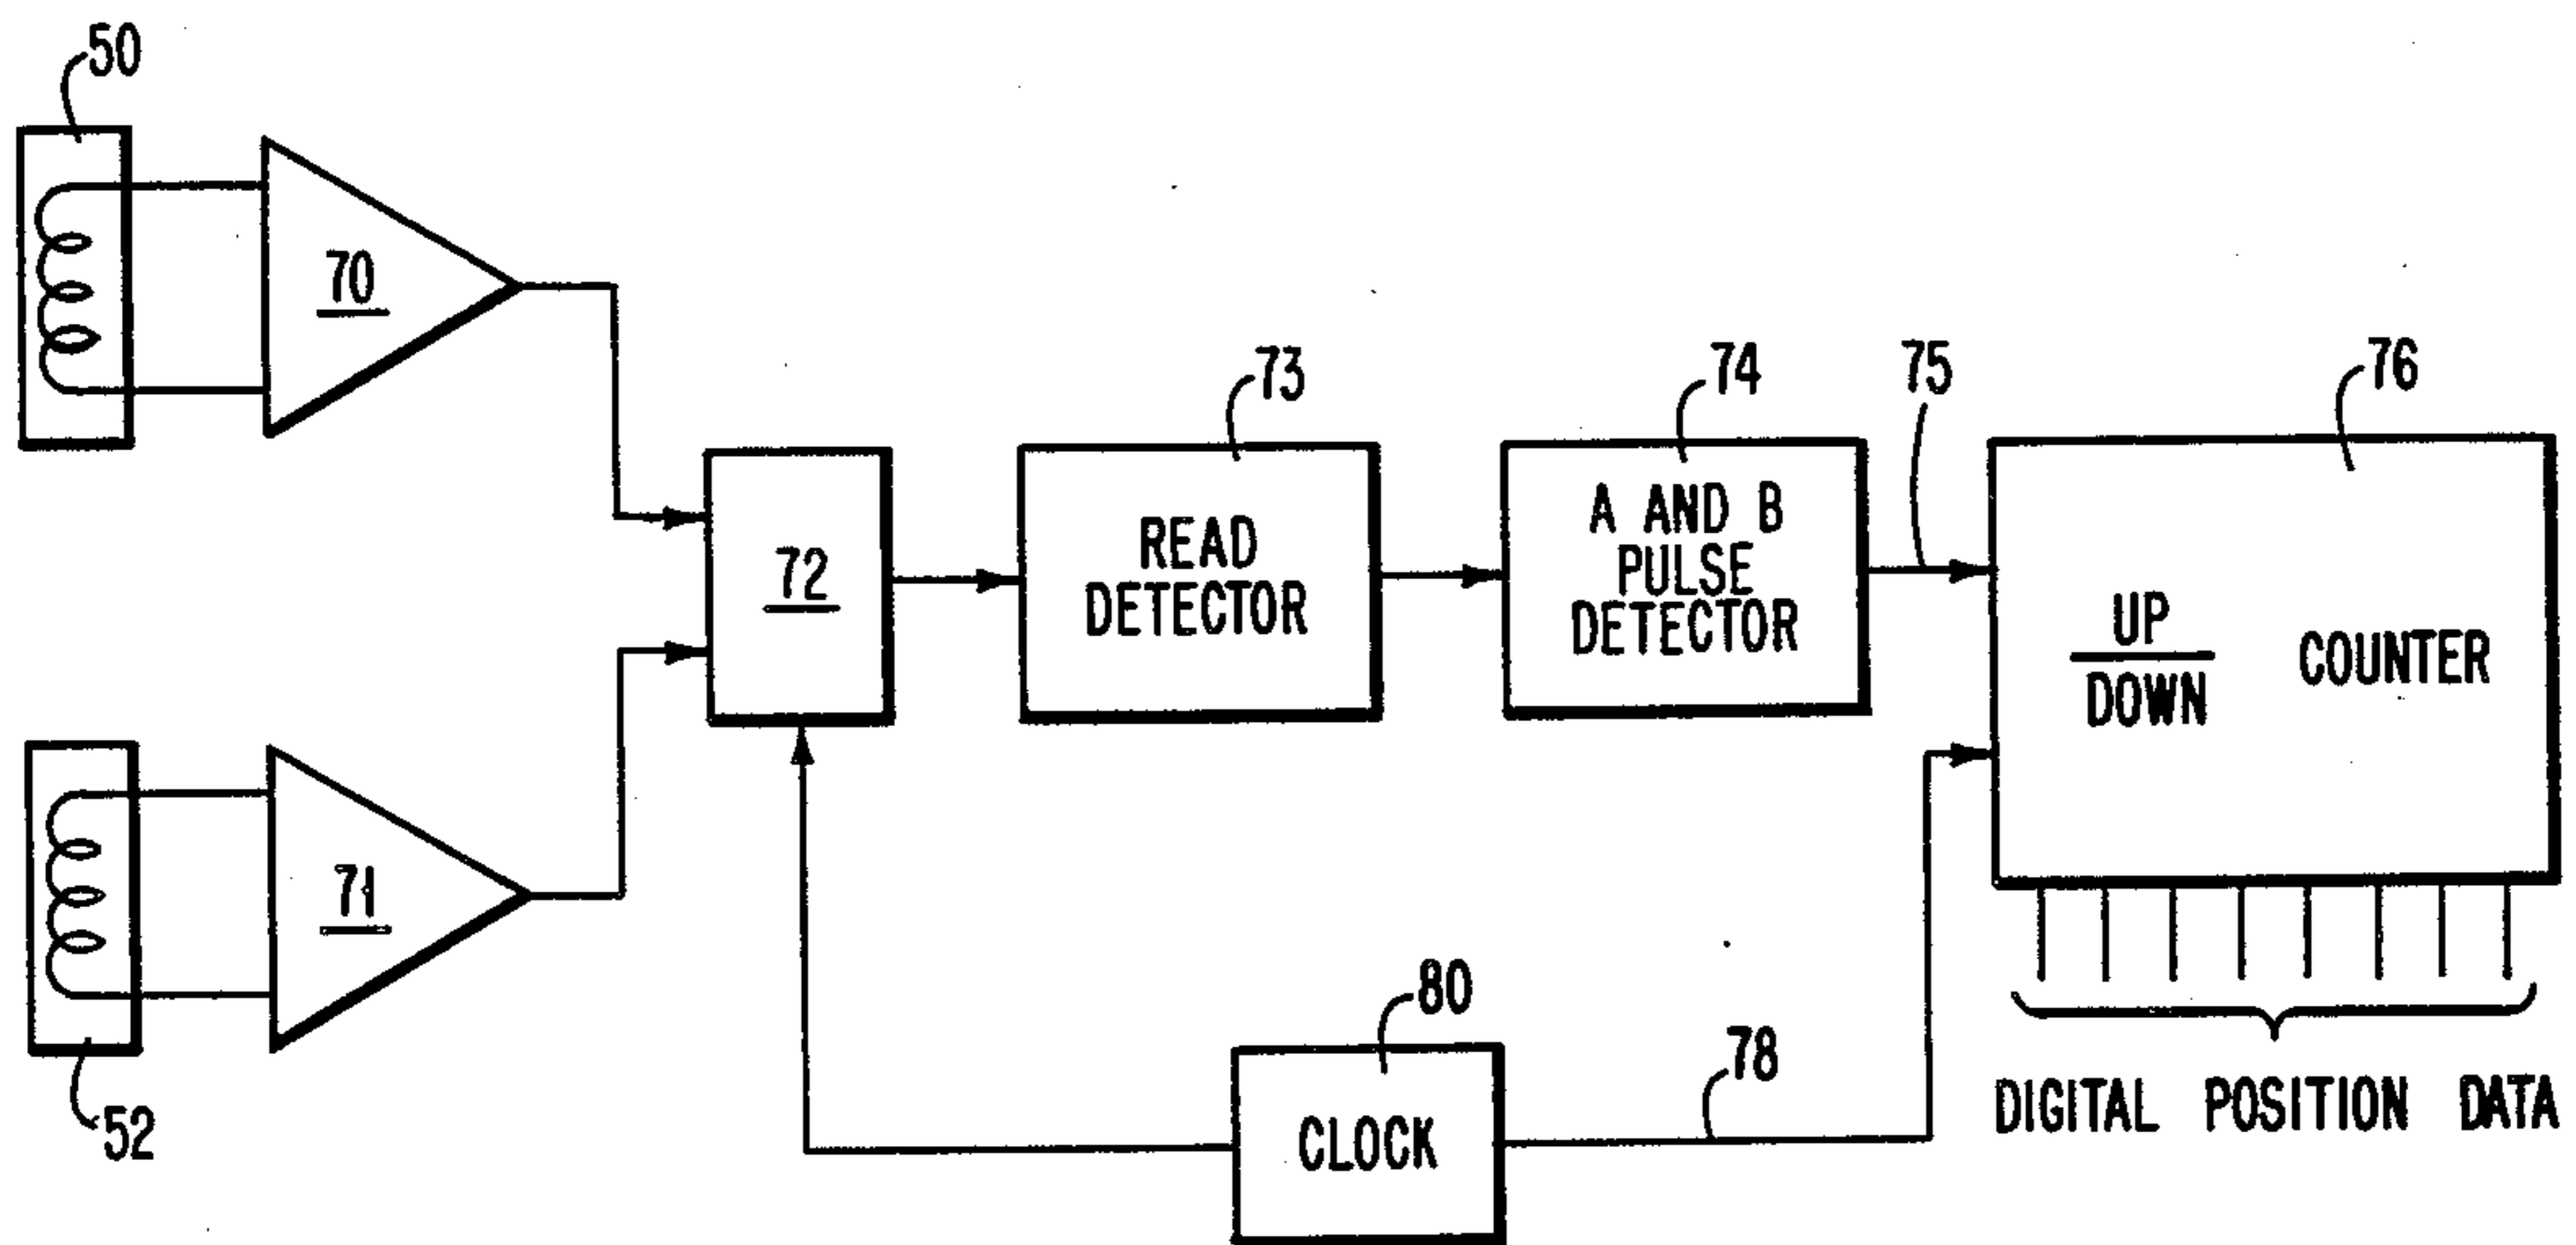 50
70
73
74
75
76
72
READ
DETECTOR
A AND B
PULSE
DETECTOR
UP
DOWN
COUNTER
71
52
80
CLOCK
78
DIGITAL POSITION DATA